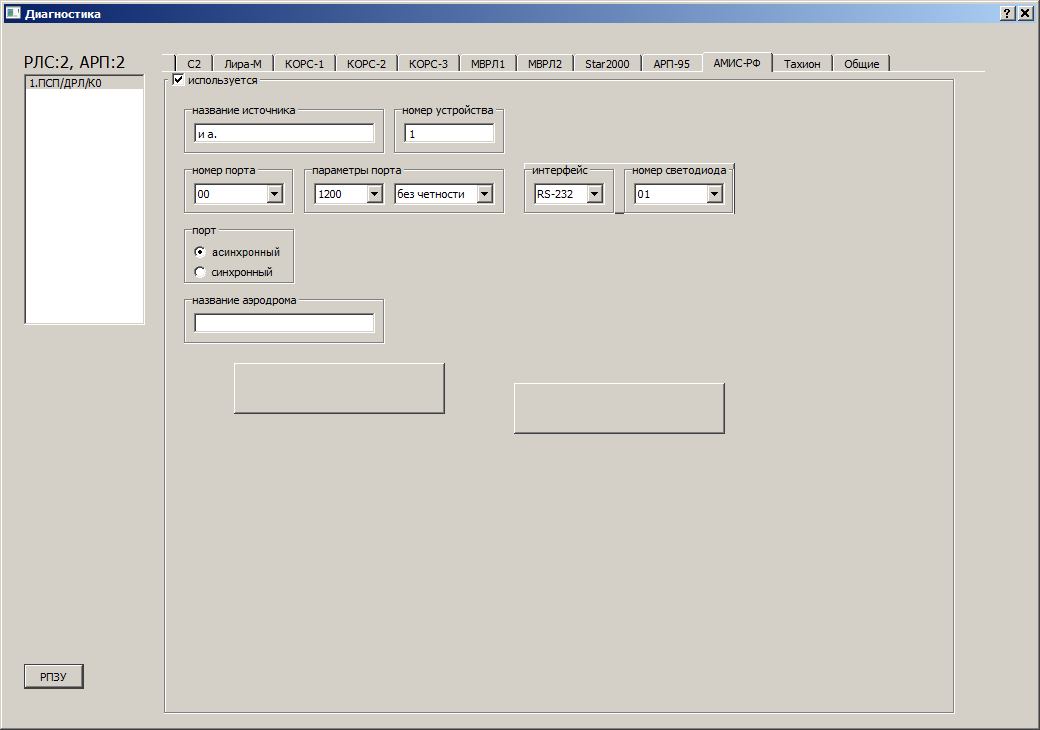 Диагностика
РЛС:2, АРП:2
С2 Лира-М КОРС-1 КОРС-2 КОРС-3 МВРЛ1 МВРЛ2 Star2000 АРП-95 АМИС-РФ Тахион Общие
1.ПСП/ДРЛ/К0
используется
название источника
и а.
номер устройства
1
номер порта
00
параметры порта
1200 без четности
интерфейс
RS-232
номер светодиода
01
порт
асинхронный
синхронный
название аэродрома
РПЗУ